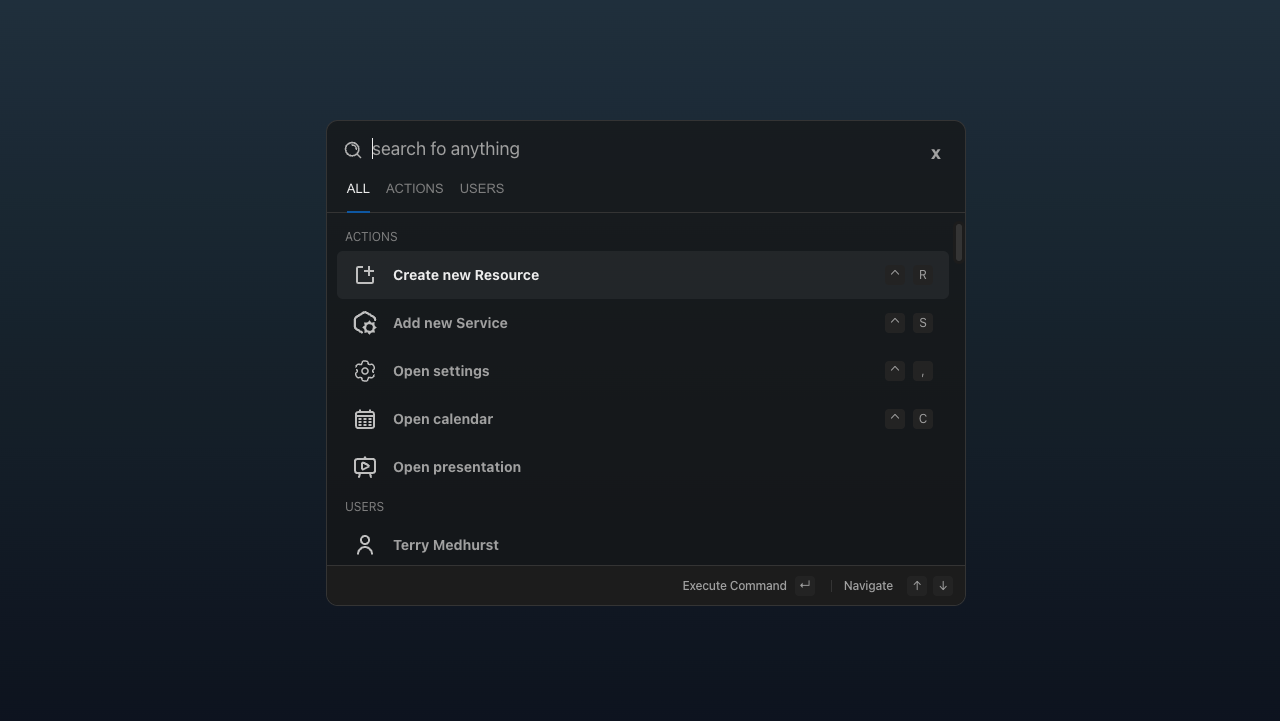 search fo anything
x
ALL ACTIONS USERS
ACTIONS
Create new Resource ^ R
Add new Service ^ S
Open settings ^ ,
Open calendar ^ C
Open presentation
USERS
Terry Medhurst
Execute Command ↵ | Navigate ↑ ↓